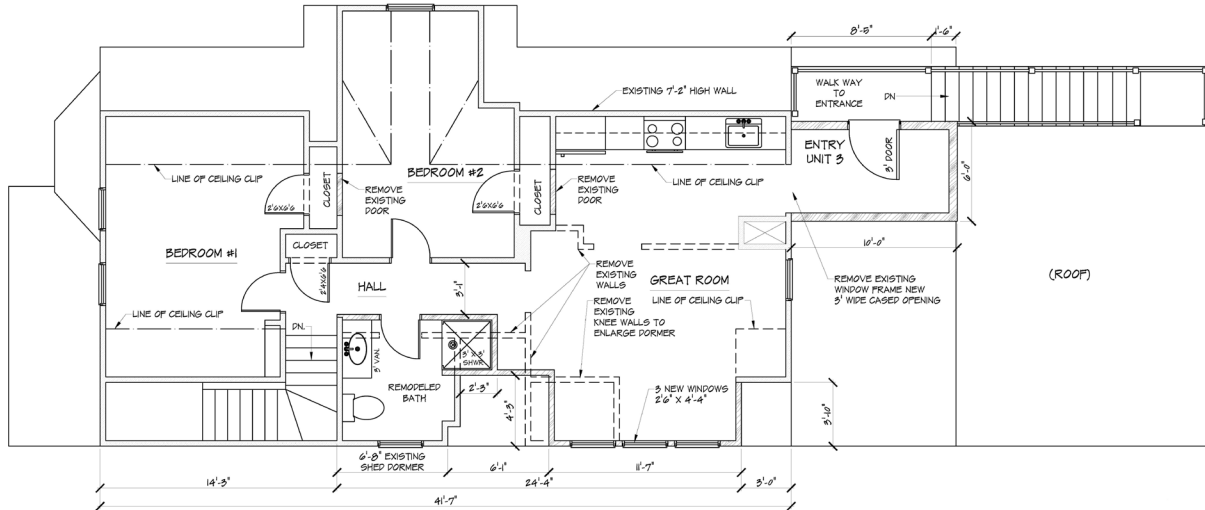 8'-5"
1'-6"
WALK WAY
TO
ENTRANCE
DN
EXISTING 7'-2" HIGH WALL
ENTRY
UNIT 3
3' DOOR
6'-0"
LINE OF CEILING CLIP
BEDROOM #2
LINE OF CEILING CLIP
CLOSET
REMOVE
EXISTING
DOOR
2'6X6'6
2'6X6'6
CLOSET
REMOVE
EXISTING
DOOR
BEDROOM #1
CLOSET
2'4X6'6
HALL
3'-1"
REMOVE
EXISTING
WALLS
GREAT ROOM
10'-0"
REMOVE EXISTING
WINDOW FRAME NEW
3' WIDE CASED OPENING
(ROOF)
LINE OF CEILING CLIP
DN.
REMOVE
EXISTING
KNEE WALLS TO
ENLARGE DORMER
LINE OF CEILING CLIP
3' VAN.
3' X 3'
SHWR
REMODELED
BATH
2'-3"
4'-3"
3 NEW WINDOWS
2'6" X 4'-4"
3'-10"
6'-8" EXISTING
SHED DORMER
6'-1"
11'-7"
14'-3"
24'-4"
3'-0"
41'-7"